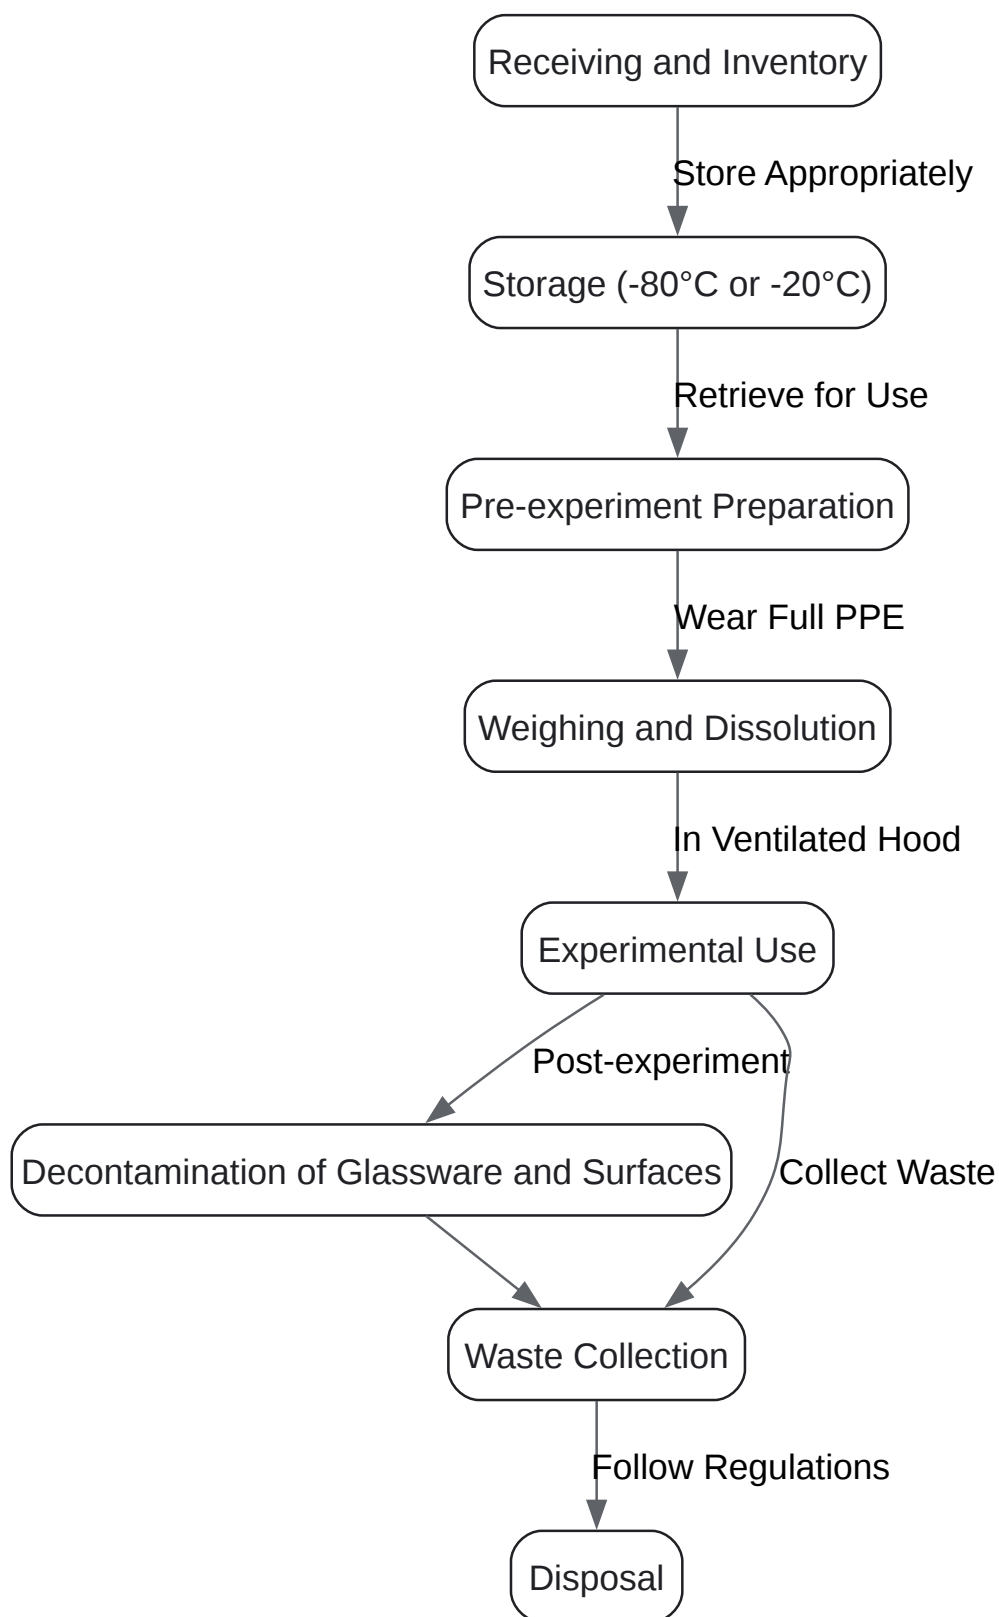 Receiving and Inventory
Store Appropriately
Storage (-80°C or -20°C)
Retrieve for Use
Pre-experiment Preparation
Wear Full PPE
Weighing and Dissolution
In Ventilated Hood
Experimental Use
Post-experiment
Decontamination of Glassware and Surfaces
Collect Waste
Waste Collection
Follow Regulations
Disposal